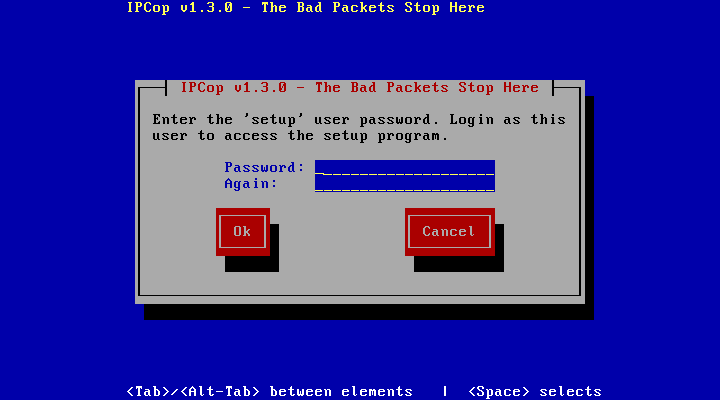 IPCop v1.3.0 - The Bad Packets Stop Here
IPCop v1.3.0 - The Bad Packets Stop Here
Enter the 'setup' user password. Login as this
user to access the setup program.
Password:
Again:
Ok Cancel
<Tab>/<Alt-Tab> between elements | <Space> selects